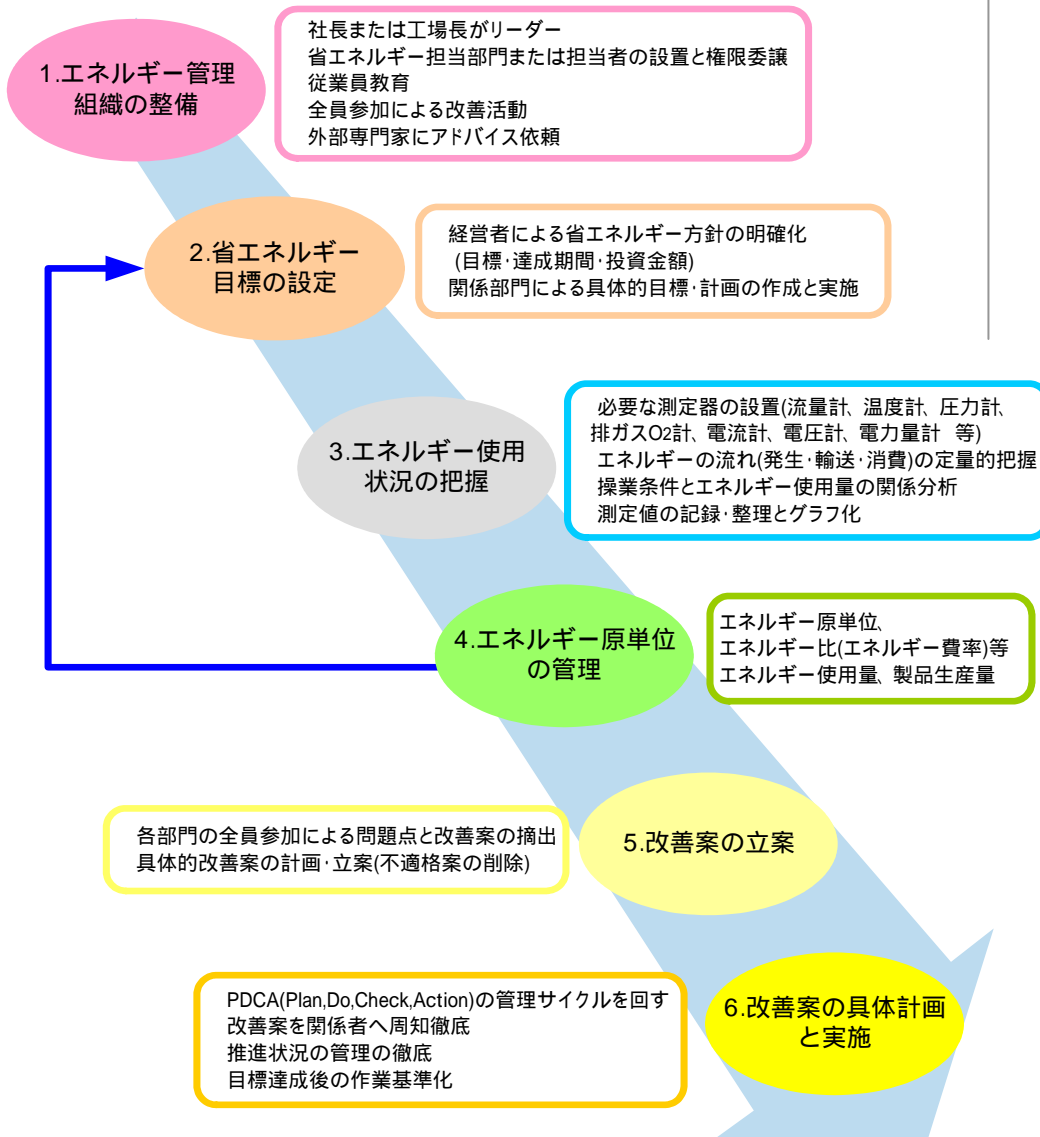 1.エネルギー管理
組織の整備
社長または工場長がリーダー
省エネルギー担当部門または担当者の設置と権限委譲
従業員教育
全員参加による改善活動
外部専門家にアドバイス依頼
2.省エネルギー
目標の設定
経営者による省エネルギー方針の明確化
(目標･達成期間･投資金額)
関係部門による具体的目標･計画の作成と実施
3.エネルギー使用
状況の把握
必要な測定器の設置(流量計、温度計、圧力計、
排ガスO2計、電流計、電圧計、電力量計 等)
エネルギーの流れ(発生･輸送･消費)の定量的把握
操業条件とエネルギー使用量の関係分析
測定値の記録･整理とグラフ化
4.エネルギー原単位
の管理
エネルギー原単位、
エネルギー比(エネルギー費率)等
エネルギー使用量、製品生産量
5.改善案の立案
各部門の全員参加による問題点と改善案の摘出
具体的改善案の計画･立案(不適格案の削除)
6.改善案の具体計画
と実施
PDCA(Plan,Do,Check,Action)の管理サイクルを回す
改善案を関係者へ周知徹底
推進状況の管理の徹底
目標達成後の作業基準化